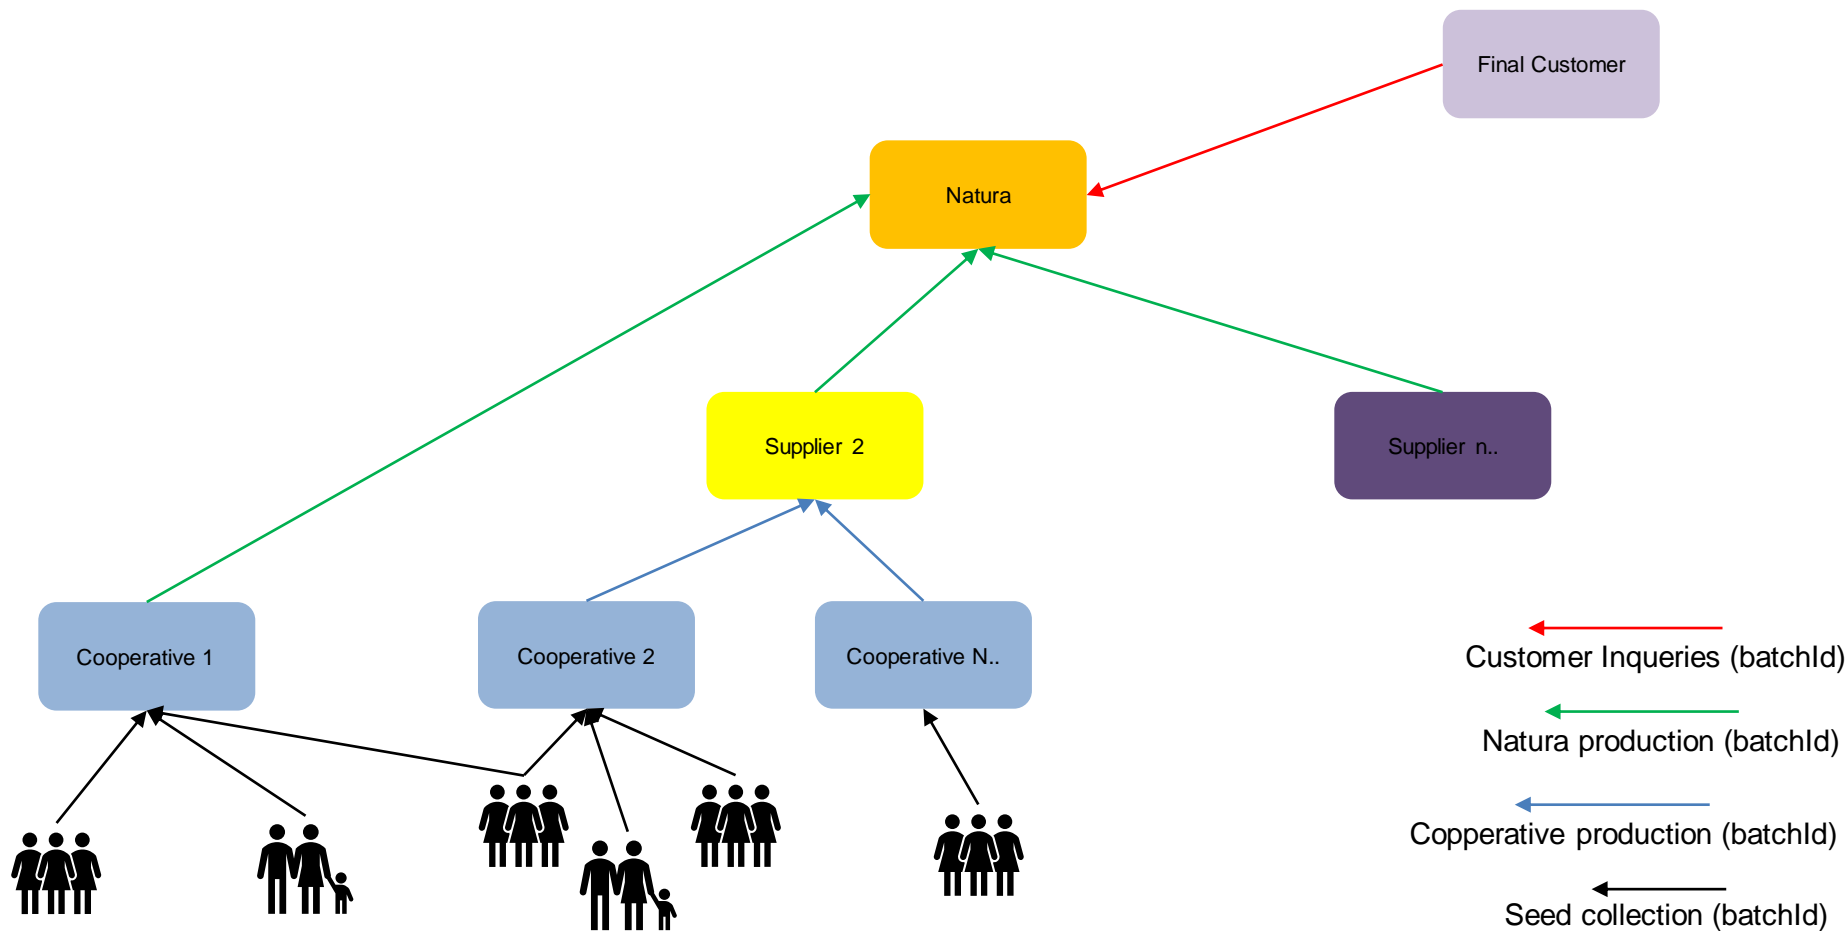 Final Customer
Natura
Supplier 2
Supplier n..
Cooperative 1
Cooperative 2
Cooperative N..
Customer Inqueries (batchId)
Natura production (batchId)
Copperative production (batchId)
Seed collection (batchId)